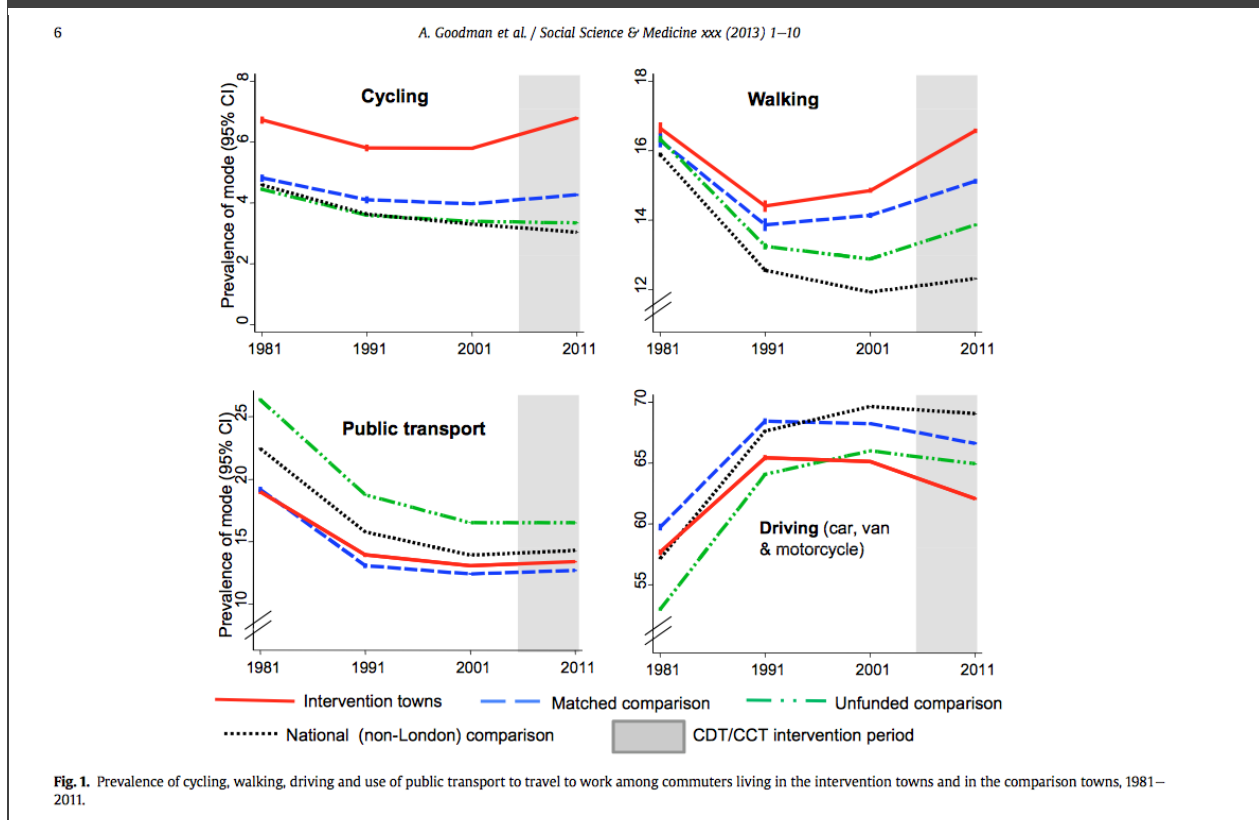 6
A. Goodman et al. / Social Science & Medicine xxx (2013) 1–10
Cycling
Prevalence of mode (95% CI)
8
6
4
2
0
1981 1991 2001 2011
Walking
18
16
14
12
1981 1991 2001 2011
Public transport
Prevalence of mode (95% CI)
25
20
15
10
1981 1991 2001 2011
70
65
60
55
Driving (car, van
& motorcycle)
1981 1991 2001 2011
Intervention towns Matched comparison Unfunded comparison
National (non-London) comparison CDT/CCT intervention period
Fig. 1. Prevalence of cycling, walking, driving and use of public transport to travel to work among commuters living in the intervention towns and in the comparison towns, 1981–
2011.